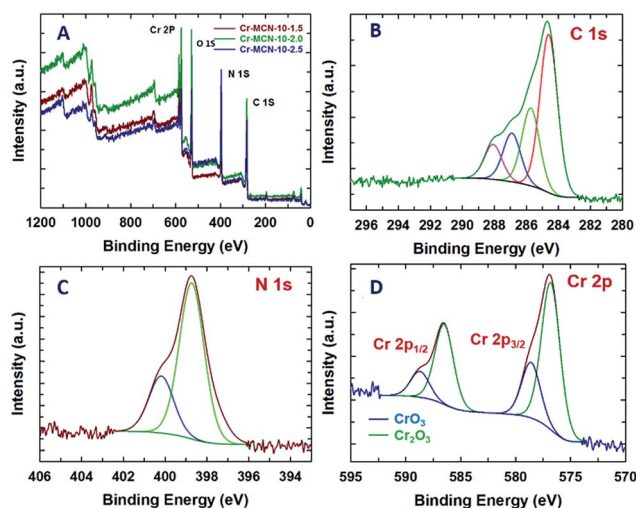 A
Cr 2P
O 1S
Cr-MCN-10-1.5
Cr-MCN-10-2.0
Cr-MCN-10-2.5
N 1S
C 1S
Intensity (a.u.)
1200 1000 800 600 400 200 0
Binding Energy (eV)
B
C 1s
Intensity (a.u.)
296 294 292 290 288 286 284 282 280
Binding Energy (eV)
C
N 1s
Intensity (a.u.)
406 404 402 400 398 396 394
Binding Energy (eV)
D
Cr 2p
Cr 2p1/2
Cr 2p3/2
CrO3
Cr2O3
Intensity (a.u.)
595 590 585 580 575 570
Binding Energy (eV)